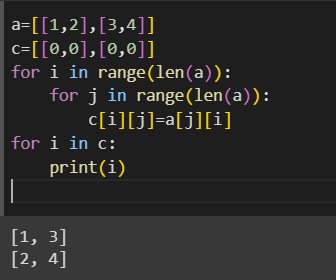 a=[[1,2],[3,4]]
c=[[0,0],[0,0]]
for i in range(len(a)):
    for j in range(len(a)):
        c[i][j]=a[j][i]
for i in c:
    print(i)
[1, 3]
[2, 4]